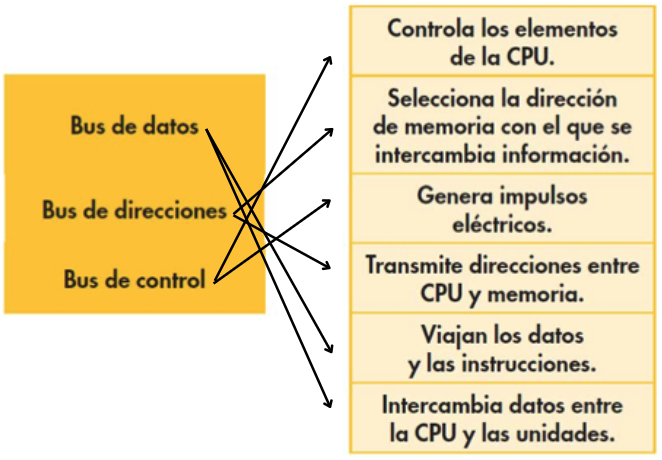 Bus de datos
Bus de direcciones
Bus de control
Controla los elementos
de la CPU.
Selecciona la dirección
de memoria con el que se
intercambia información.
Genera impulsos
eléctricos.
Transmite direcciones entre
CPU y memoria.
Viajan los datos
y las instrucciones.
Intercambia datos entre
la CPU y las unidades.